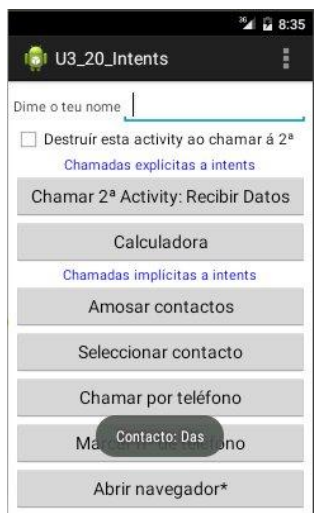 36 8:35
U3_20_Intents
Dime o teu nome
Destruír esta activity ao chamar á 2ª
Chamadas explícitas a intents
Chamar 2ª Activity: Recibir Datos
Calculadora
Chamadas implícitas a intents
Amosar contactos
Seleccionar contacto
Chamar por teléfono
Contacto: Das
Abrir navegador*